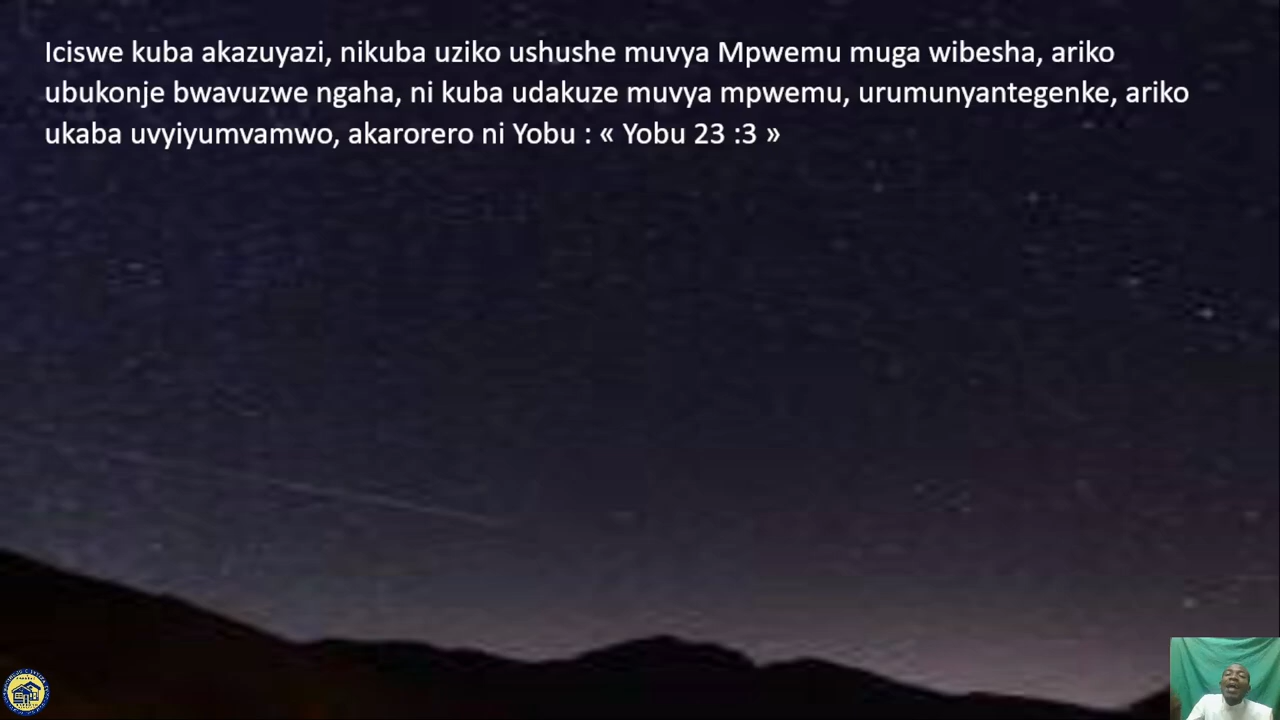 Iciswe kuba akazuyazi, nikuba uziko ushushe muvya Mpwemu muga wibesha, ariko
ubukonje bwavuzwe ngaha, ni kuba udakuze muvya mpwemu, urumunyantegenke, ariko
ukaba uvyiyumvamwo, akarorero ni Yobu : « Yobu 23 :3 »